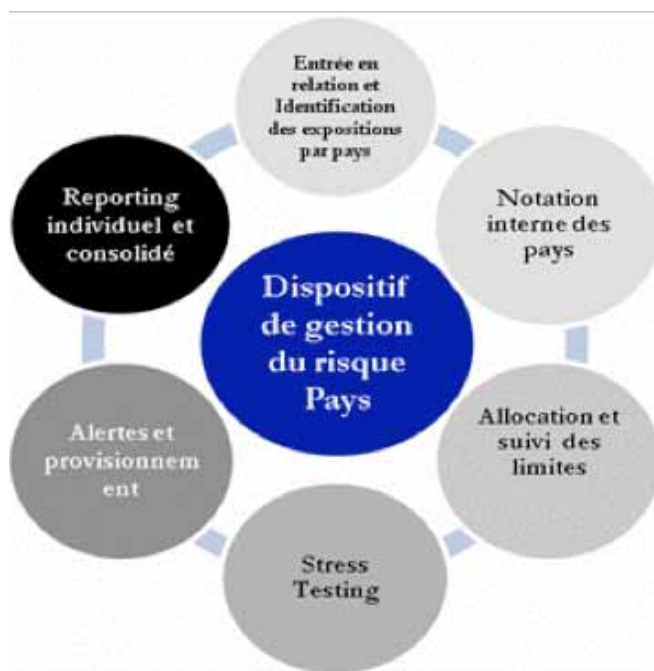 Entrée en
relation et
Identification
des expositions
par pays
Notation
interne des
pays
Allocation et
suivi des
limites
Stress
Testing
Alertes et
provisionnem
ent
Reporting
individuel et
consolidé
Dispositif
de gestion
du risque
Pays